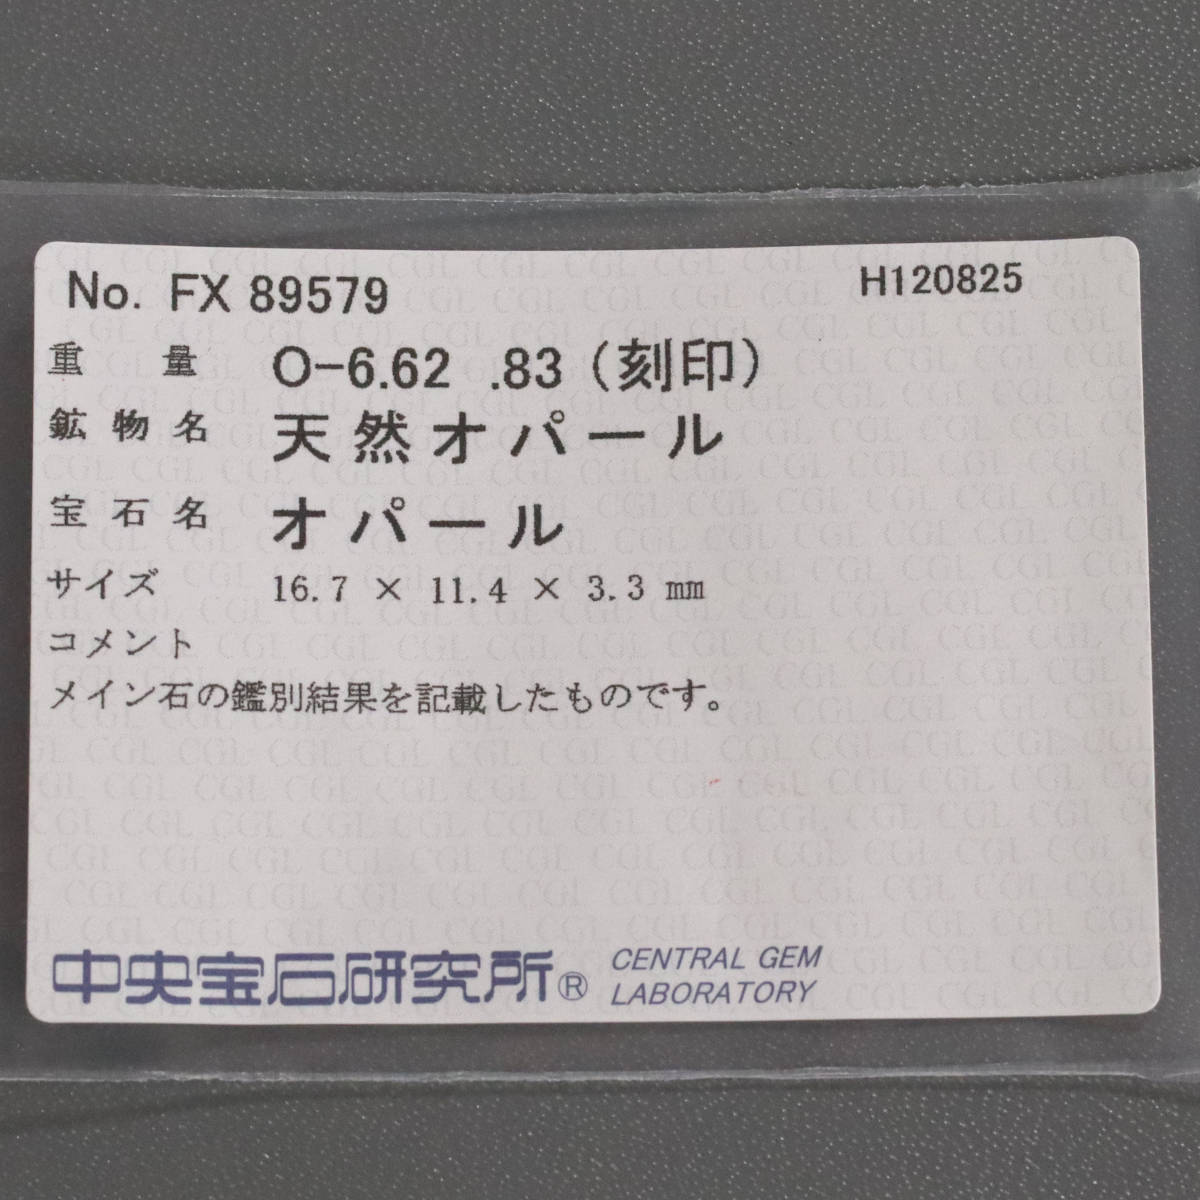 No. FX 89579 H120825
重量 O-6.62 .83（刻印）
鉱物名 天然オパール
宝石名 オパール
サイズ 16.7 × 11.4 × 3.3 mm
コメント
メイン石の鑑別結果を記載したものです。
中央宝石研究所® CENTRAL GEM
LABORATORY